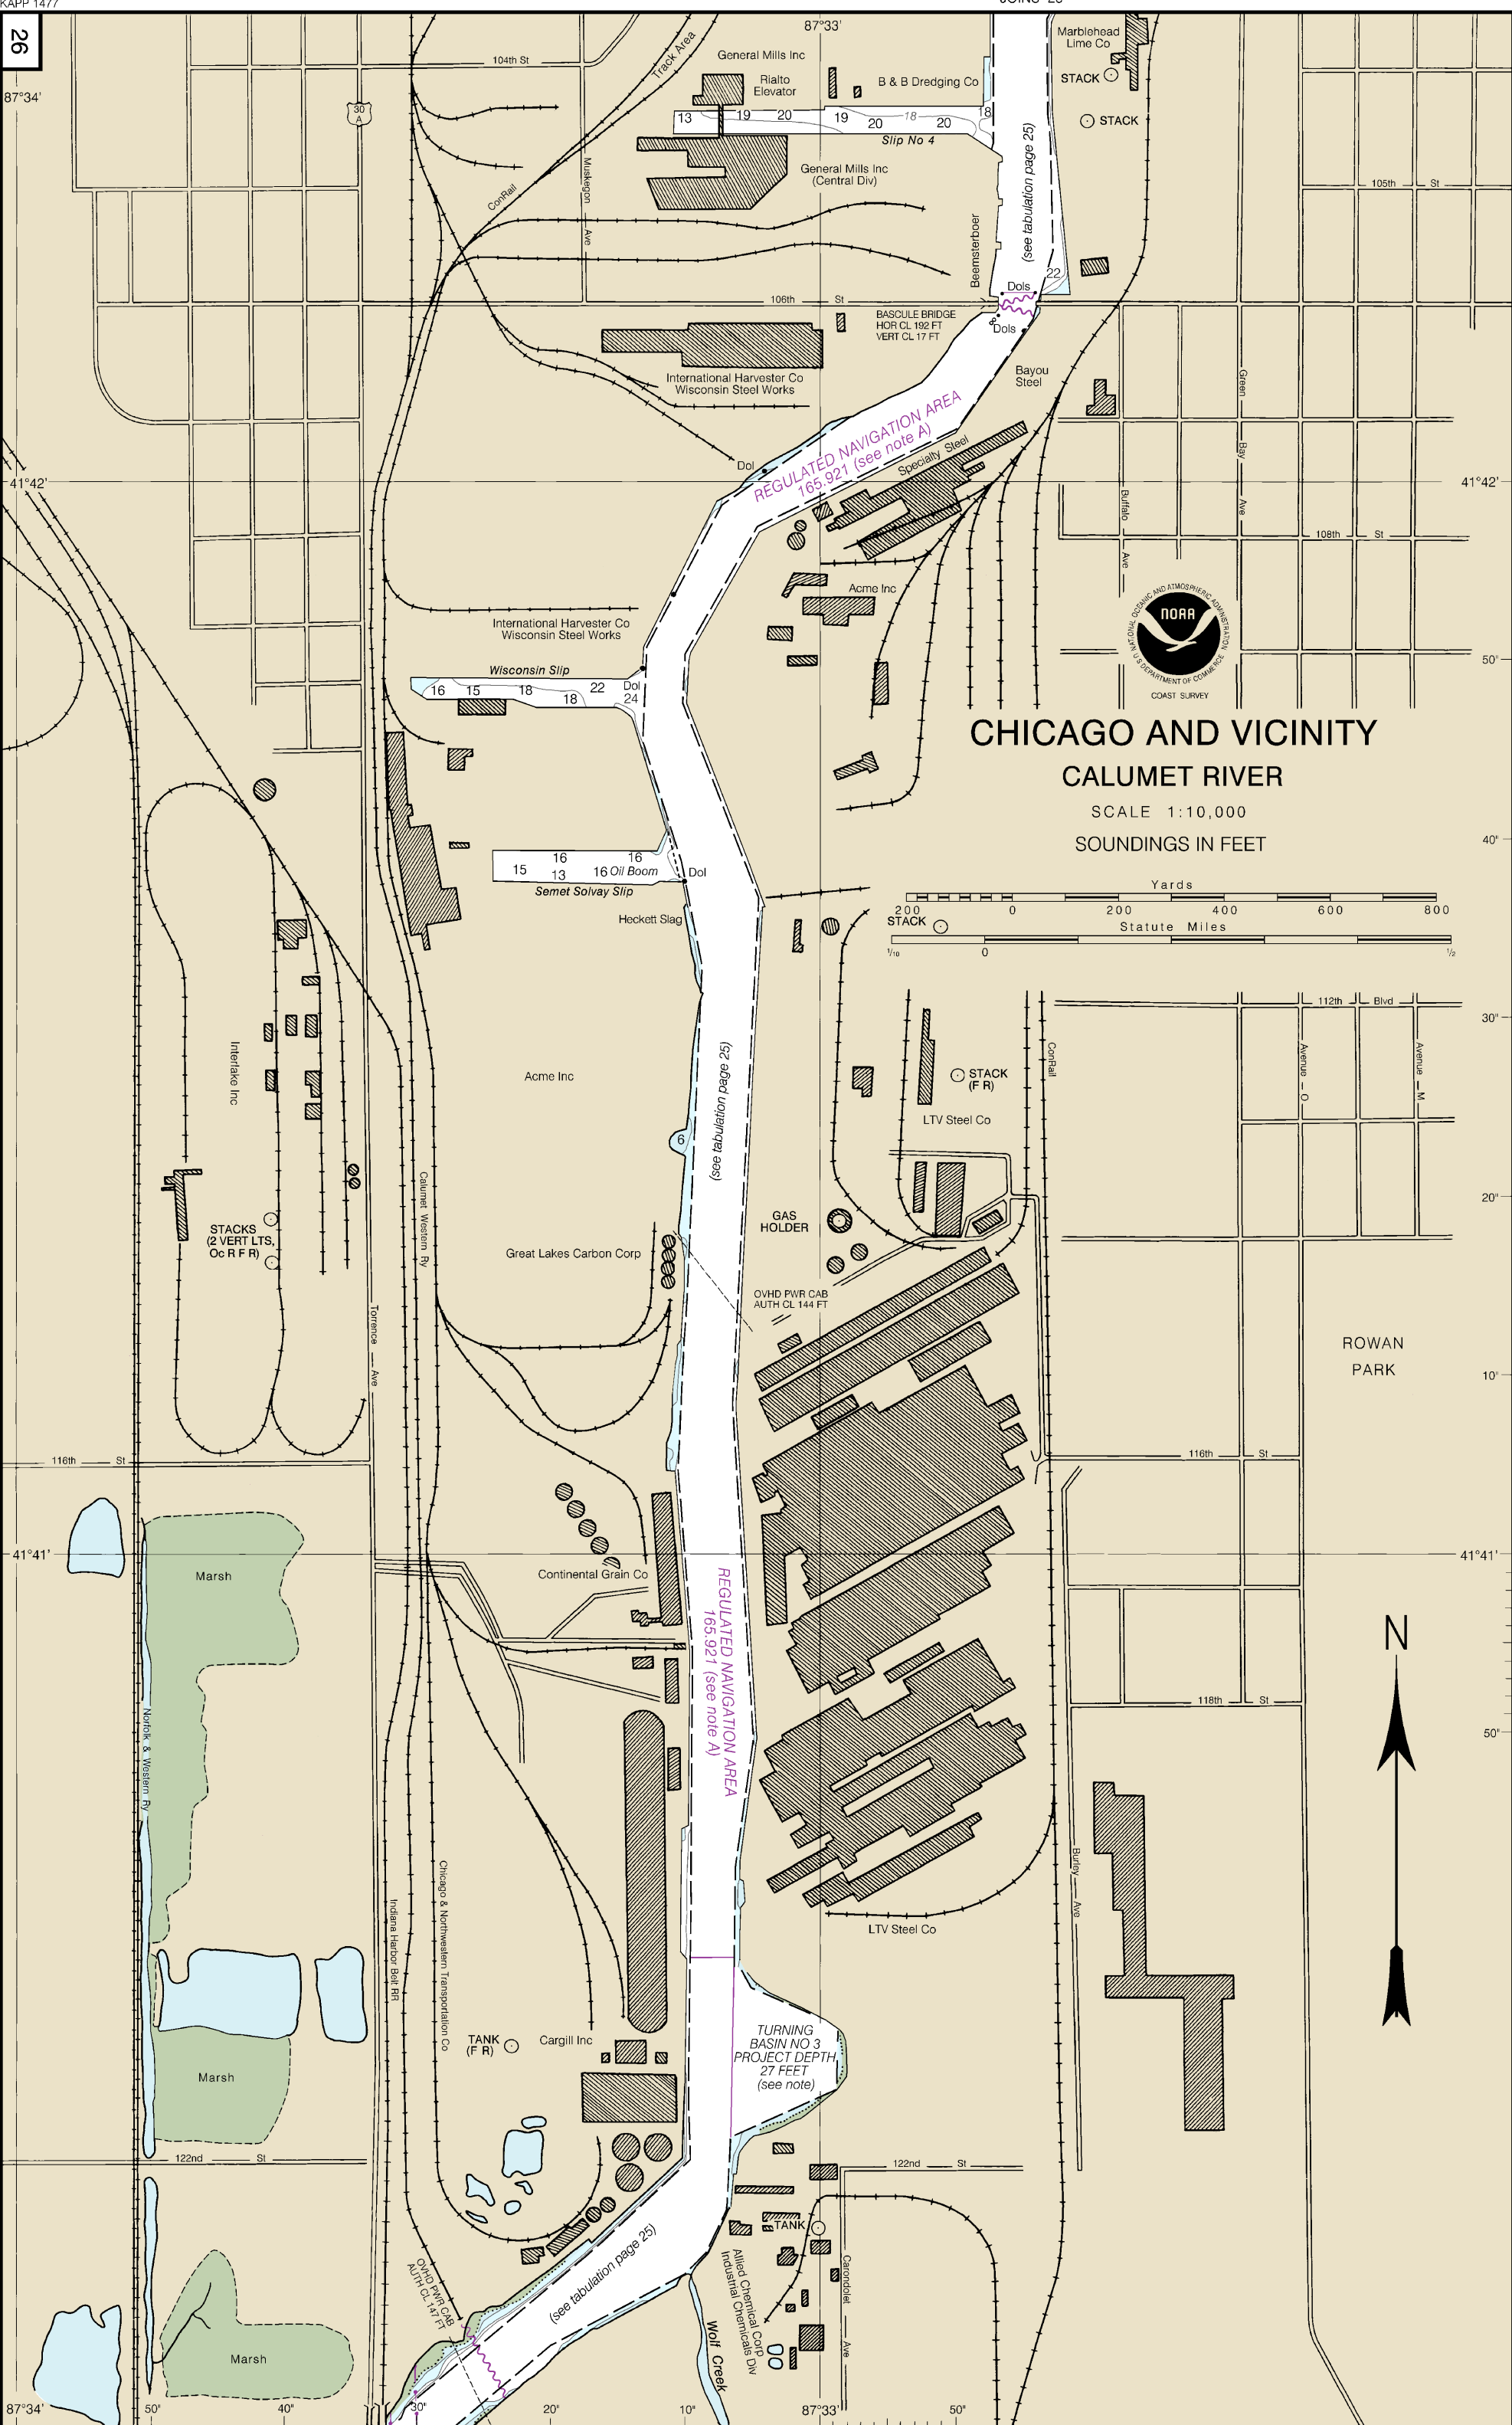 KAPP 1477
26
87°34'
104th St
30
A
Track Area
General Mills Inc
Rialto
Elevator
87°33'
B & B Dredging Co
Marblehead
Lime Co
STACK
STACK
13
19
20
19
20
18
20
18
Slip No 4
General Mills Inc
(Central Div)
(see tabulation page 25)
Muskegon
Ave
ConRail
105th St
Beemsterboer
22
Dols
106th St
Dols
BASCULE BRIDGE
HOR CL 192 FT
VERT CL 17 FT
International Harvester Co
Wisconsin Steel Works
Bayou
Steel
REGULATED NAVIGATION AREA
165.921 (see note A)
Specialty Steel
Dol
Green
Bay
Ave
41°42'
41°42'
Buffalo
Ave
108th St
Acme Inc
International Harvester Co
Wisconsin Steel Works
NATIONAL OCEANIC AND ATMOSPHERIC ADMINISTRATION
NOAA
U S DEPARTMENT OF COMMERCE
COAST SURVEY
50"
Wisconsin Slip
16
15
18
18
22
Dol
24
CHICAGO AND VICINITY
CALUMET RIVER
SCALE 1:10,000
SOUNDINGS IN FEET
40"
16
16
15
13
16
Oil Boom
Dol
Semet Solvay Slip
Heckett Slag
Yards
200 0 200 400 600 800
STACK
Statute Miles
1/10 0 1/2
112th Blvd
30"
Interlake Inc
Acme Inc
(see tabulation page 25)
ConRail
STACK
(F R)
LTV Steel Co
Avenue O
Avenue M
6
Calumet Western Ry
20"
STACKS
(2 VERT LTS,
Oc R F R)
GAS
HOLDER
Great Lakes Carbon Corp
OVHD PWR CAB
AUTH CL 144 FT
Torrence Ave
ROWAN
PARK
10"
116th St
116th St
41°41'
41°41'
Marsh
Continental Grain Co
REGULATED NAVIGATION AREA
165.921 (see note A)
N
118th St
Norfolk & Western Ry
50"
Indiana Harbor Belt RR
Chicago & Northwestern Transportation Co
Burley Ave
LTV Steel Co
TANK
(F R)
Cargill Inc
TURNING
BASIN NO 3
PROJECT DEPTH
27 FEET
(see note)
Marsh
122nd St
122nd St
TANK
(see tabulation page 25)
OVHD PWR CAB
AUTH CL 147 FT
Allied Chemical Corp
Industrial Chemicals Div
Carondolet
Ave
Wolf Creek
Marsh
87°34'
50"
40"
30"
20"
10"
87°33'
50"